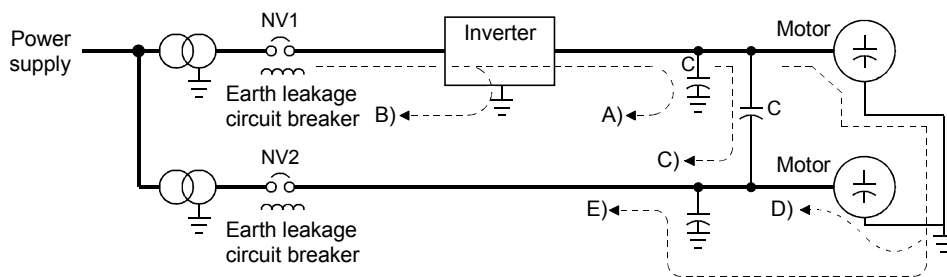 Power
supply
NV1
Earth leakage
circuit breaker
Inverter
B)
A)
C
C
C)
Motor
NV2
Earth leakage
circuit breaker
E)
Motor
D)